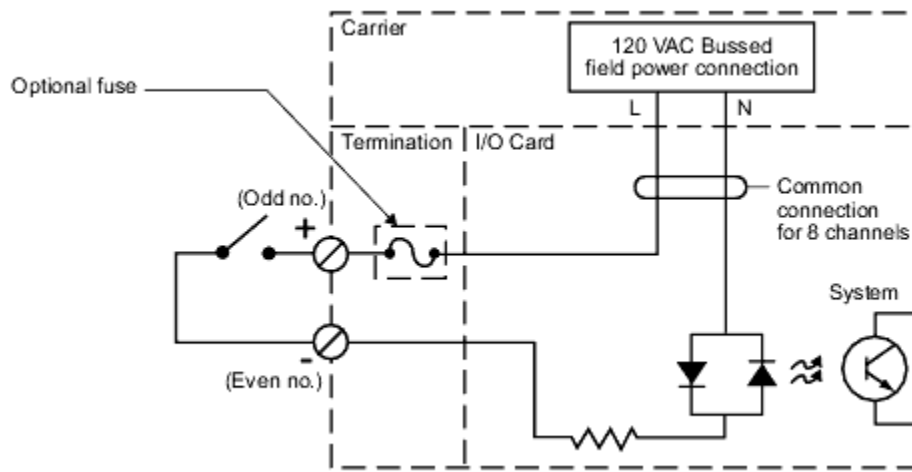 Carrier
120 VAC Bussed
field power connection
Optional fuse
L
N
Termination
I/O Card
(Odd no.)
+
Common
connection
for 8 channels
System
-
(Even no.)